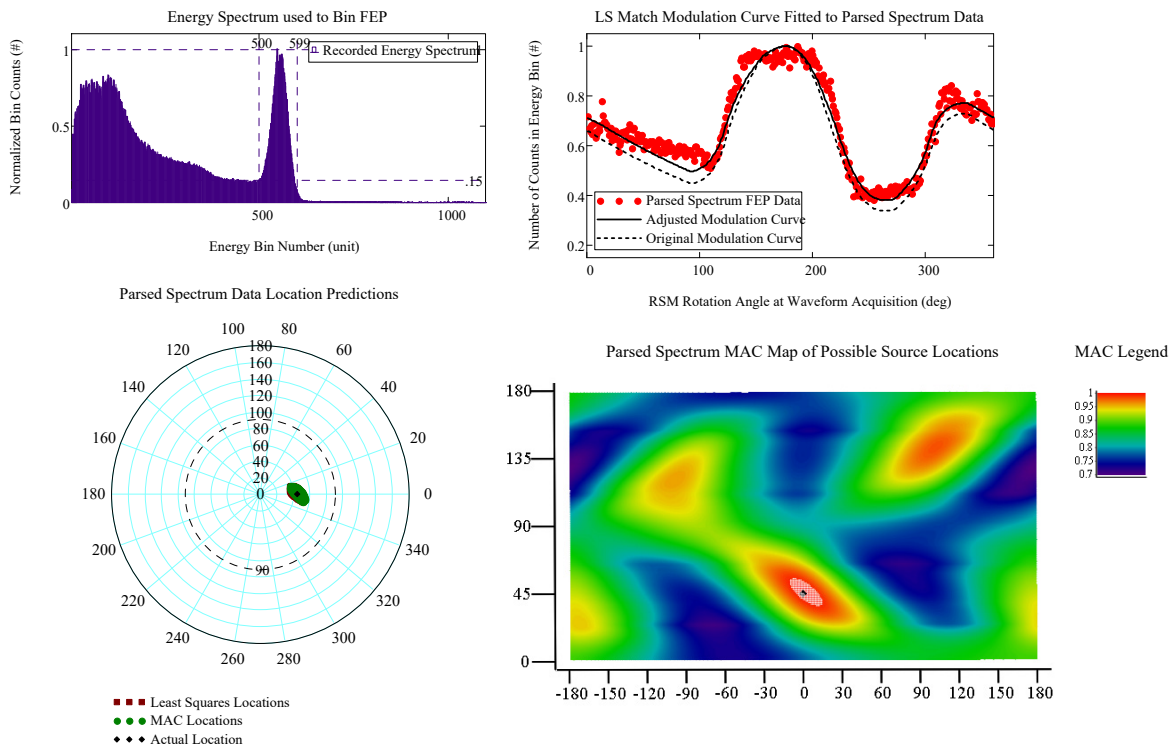 Energy Spectrum used to Bin FEP
Normalized Bin Counts (#)
1
0.5
0
500 599
Recorded Energy Spectrum
1
.15
500
1000
Energy Bin Number (unit)
LS Match Modulation Curve Fitted to Parsed Spectrum Data
Number of Counts in Energy Bin (#)
1
0.8
0.6
0.4
0.2
Parsed Spectrum FEP Data
Adjusted Modulation Curve
Original Modulation Curve
0 100 200 300
RSM Rotation Angle at Waveform Acquisition (deg)
Parsed Spectrum Data Location Predictions
100 80
120 60
140 40
160 20
180 0
200 340
220 320
240 300
260 280
180
160
140
120
100
80
60
40
20
0
90
Least Squares Locations
MAC Locations
Actual Location
Parsed Spectrum MAC Map of Possible Source Locations
180
135
90
45
0
-180 -150 -120 -90 -60 -30 0 30 60 90 120 150 180
MAC Legend
1
0.95
0.9
0.85
0.8
0.75
0.7